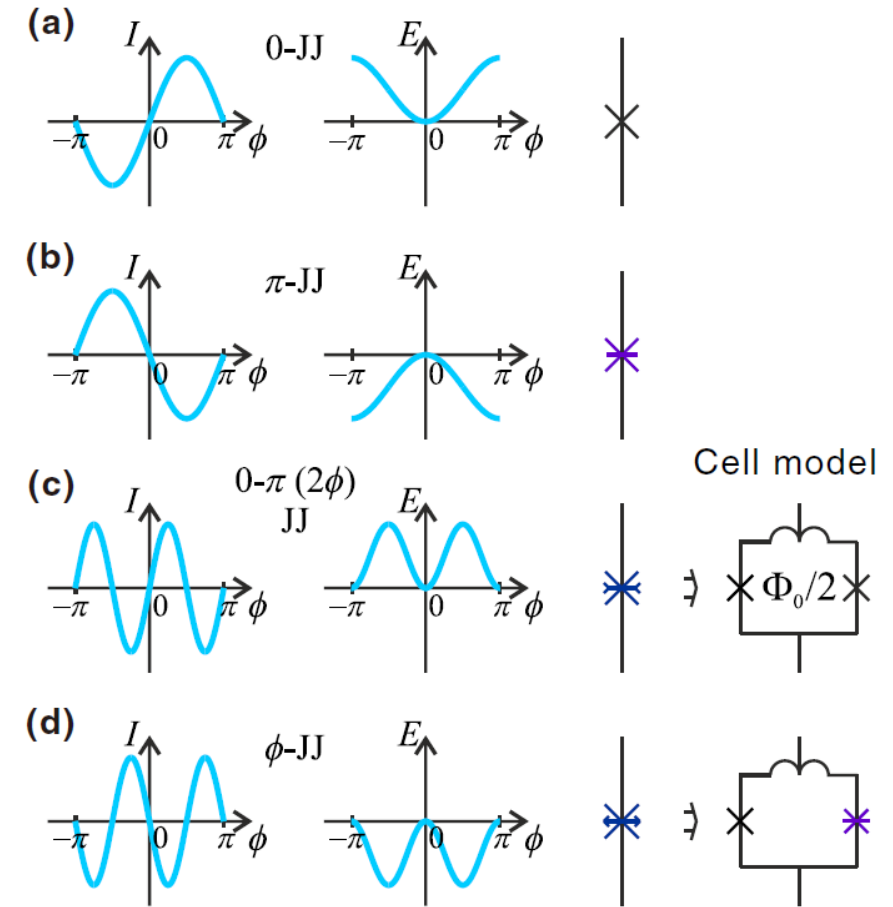 (a)
I
0-JJ
E
−π 0 π ϕ
−π 0 π ϕ
(b)
I
π-JJ
E
−π 0 π ϕ
−π 0 π ϕ
Cell model
(c)
I
0-π (2ϕ)
JJ
E
−π 0 π ϕ
−π 0 π ϕ
Φ₀/2
(d)
I
ϕ-JJ
E
−π 0 π ϕ
−π 0 π ϕ